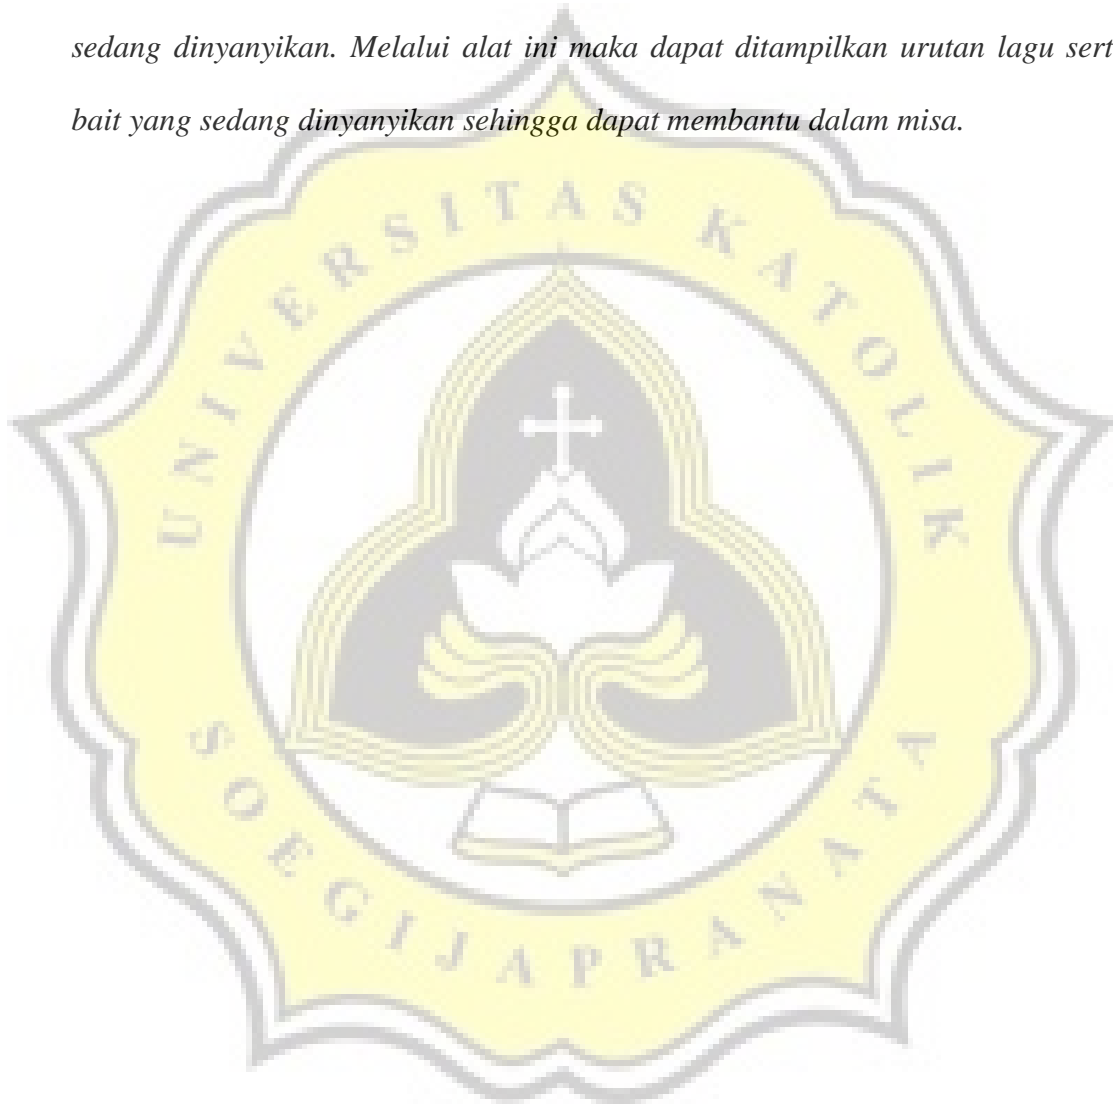 sedang dinyanyikan. Melalui alat ini maka dapat ditampilkan urutan lagu sert
bait yang sedang dinyanyikan sehingga dapat membantu dalam misa.
UNIVERSITAS KATOLIK
SOEGIJAPRANATA